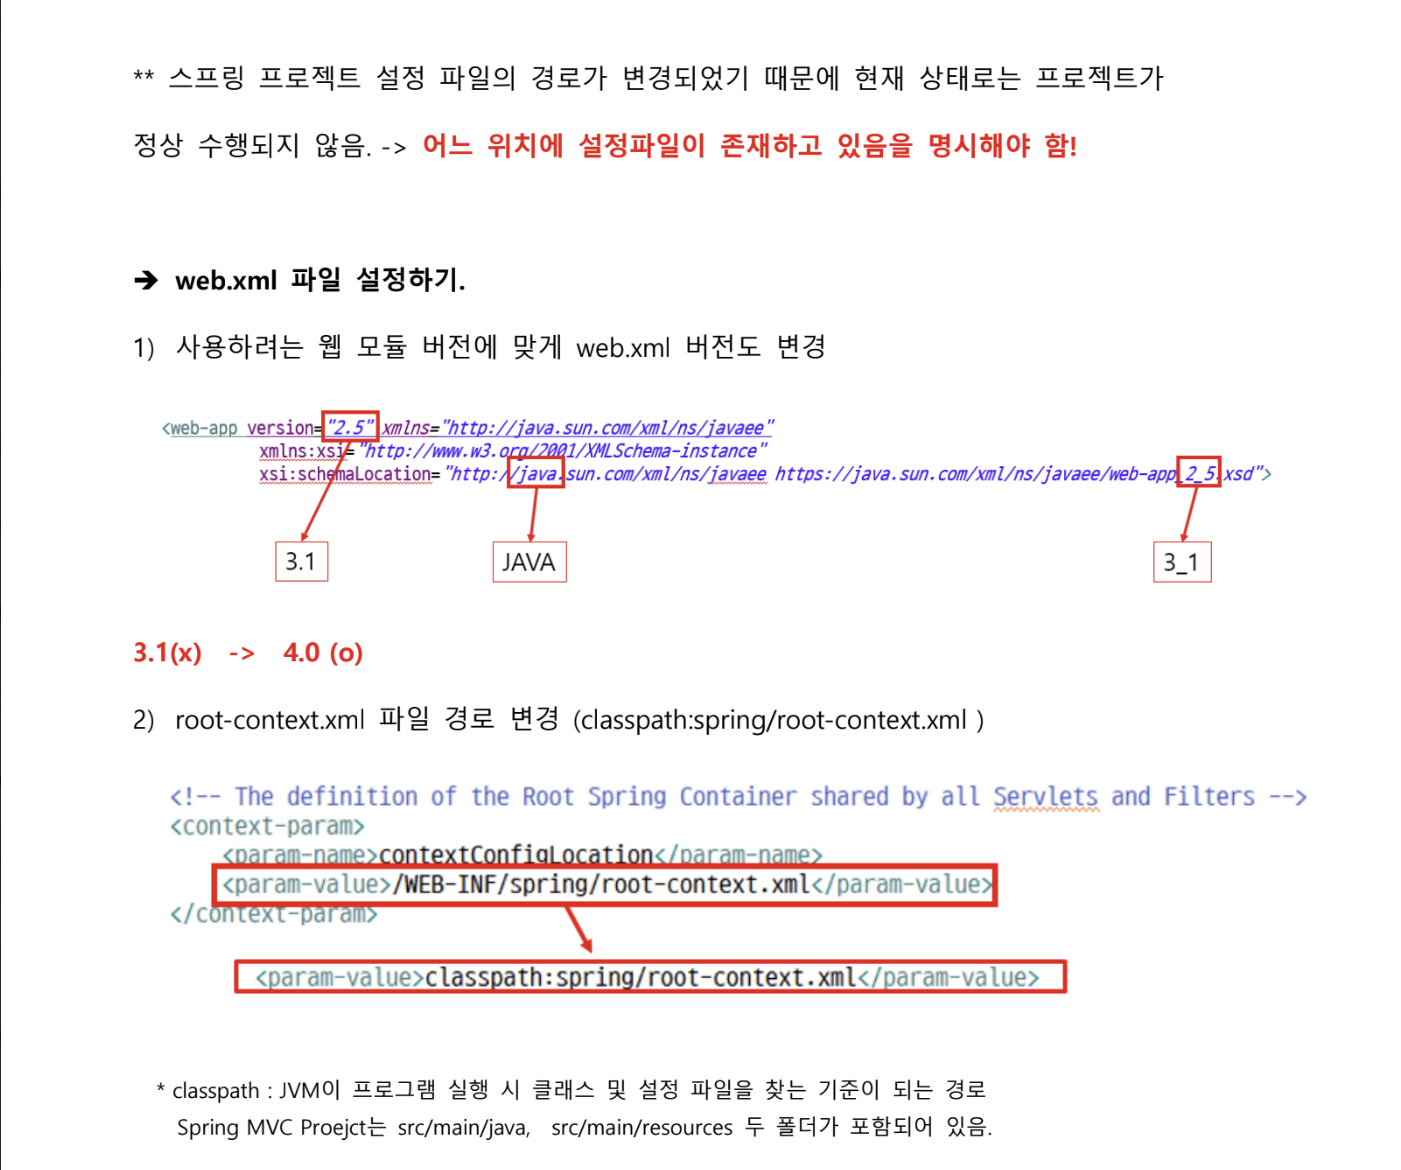 ** 스프링 프로젝트 설정 파일의 경로가 변경되었기 때문에 현재 상태로는 프로젝트가
정상 수행되지 않음. -> 어느 위치에 설정파일이 존재하고 있음을 명시해야 함!
➔ web.xml 파일 설정하기.
1) 사용하려는 웹 모듈 버전에 맞게 web.xml 버전도 변경
<web-app version="2.5" xmlns="http://java.sun.com/xml/ns/javaee"
xmlns:xsi="http://www.w3.org/2001/XMLSchema-instance"
xsi:schemaLocation="http://java.sun.com/xml/ns/javaee https://java.sun.com/xml/ns/javaee/web-app_2_5.xsd">
3.1 JAVA 3_1
3.1(x) -> 4.0 (o)
2) root-context.xml 파일 경로 변경 (classpath:spring/root-context.xml )
<!-- The definition of the Root Spring Container shared by all Servlets and Filters -->
<context-param>
<param-name>contextConfigLocation</param-name>
<param-value>/WEB-INF/spring/root-context.xml</param-value>
</context-param>
<param-value>classpath:spring/root-context.xml</param-value>
* classpath : JVM이 프로그램 실행 시 클래스 및 설정 파일을 찾는 기준이 되는 경로
Spring MVC Proejct는 src/main/java, src/main/resources 두 폴더가 포함되어 있음.